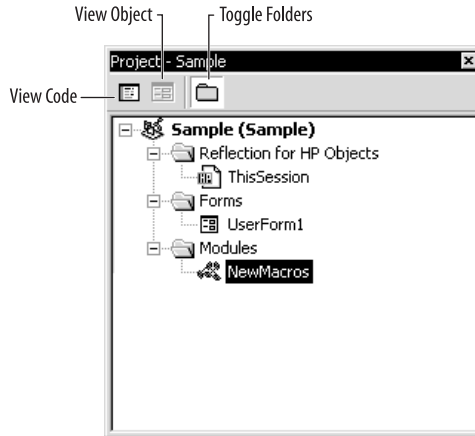 View Object
Toggle Folders
Project - Sample
View Code
Sample (Sample)
Reflection for HP Objects
ThisSession
Forms
UserForm1
Modules
NewMacros